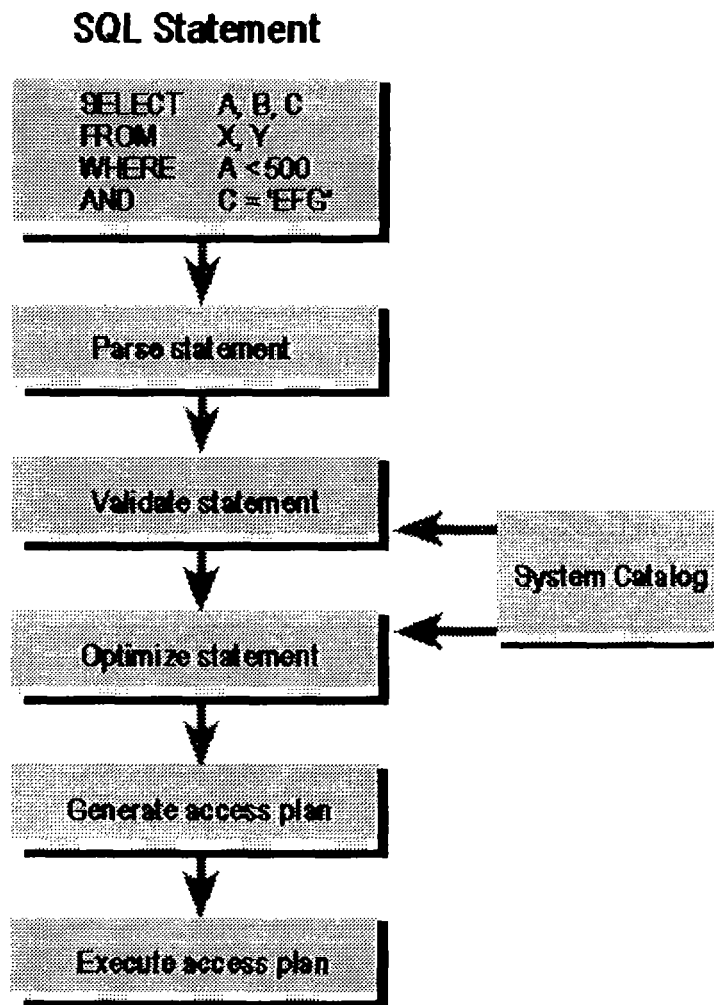 SQL Statement
SELECT A, B, C
FROM X, Y
WHERE A < 500
AND C = 'EFG'
Parse statement
Validate statement
System Catalog
Optimize statement
Generate access plan
Execute access plan